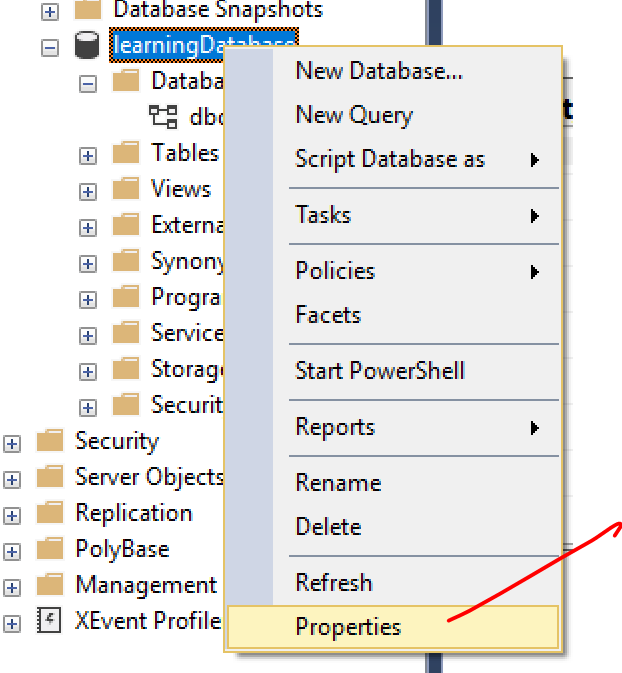 Database Snapshots
learningDatabase
Databa
dbo
Tables
Views
Externa
Synony
Progra
Service
Storage
Securit
Security
Server Objects
Replication
PolyBase
Management
XEvent Profile
New Database...
New Query
Script Database as
Tasks
Policies
Facets
Start PowerShell
Reports
Rename
Delete
Refresh
Properties
t